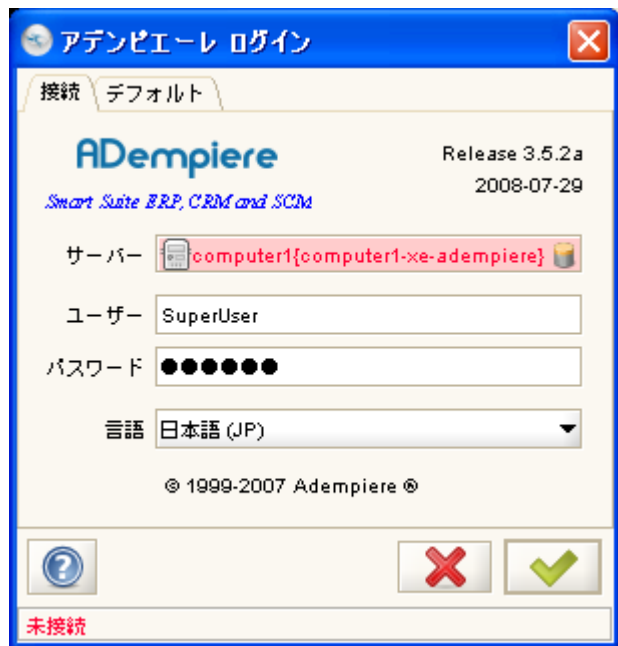 アデンピエーレ ログイン
接続 デフォルト
ADempiere
Release 3.5.2a
Smart Suite ERP, CRM and SCM
2008-07-29
サーバー computer1{computer1-xe-adempiere}
ユーザー SuperUser
パスワード ●●●●●●
言語 日本語 (JP)
© 1999-2007 Adempiere ®
未接続